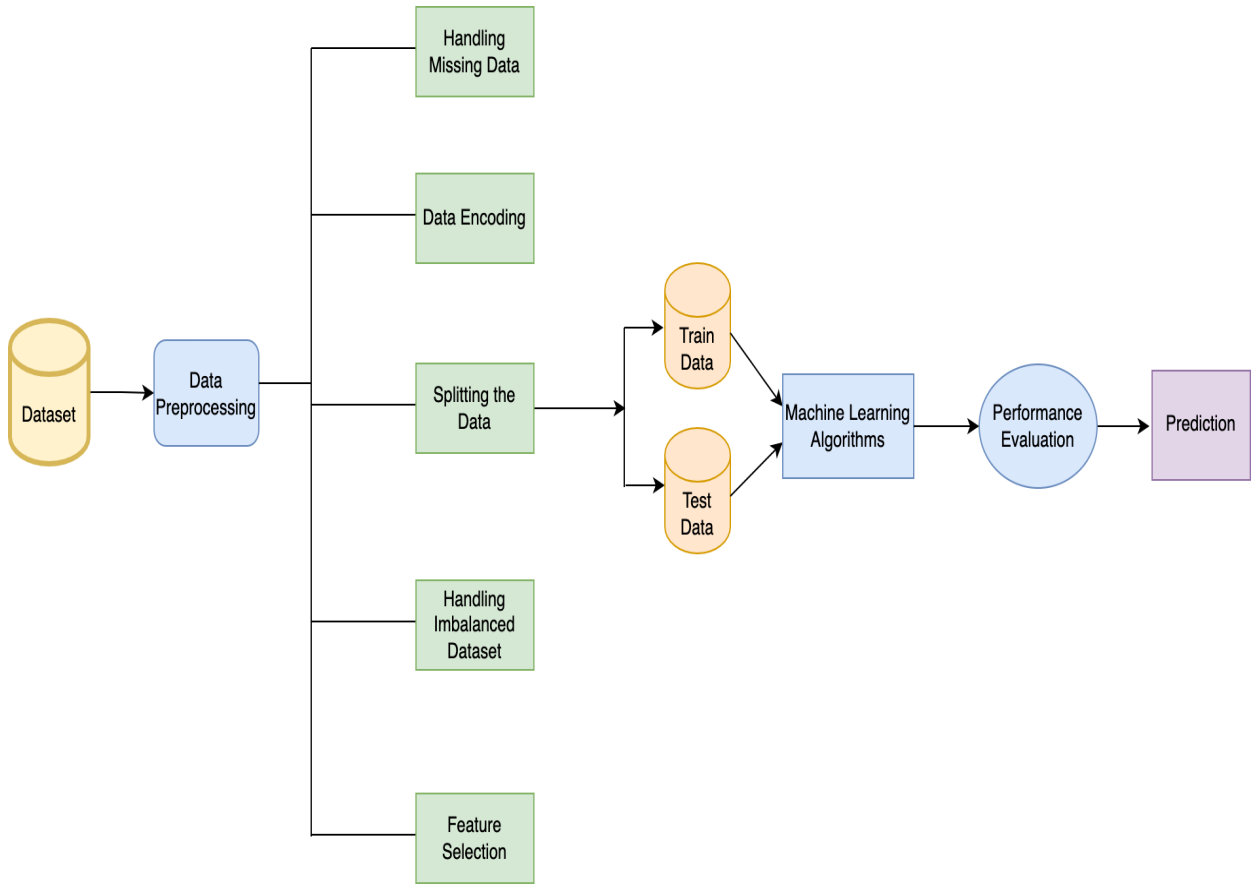 Handling
Missing Data
Data Encoding
Dataset
Data
Preprocessing
Splitting the
Data
Train
Data
Test
Data
Machine Learning
Algorithms
Performance
Evaluation
Prediction
Handling
Imbalanced
Dataset
Feature
Selection